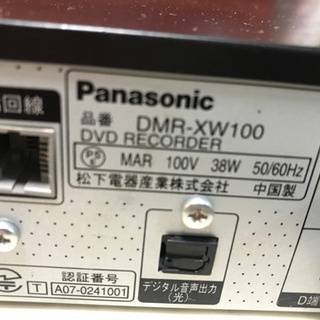 Panasonic
回線
品番 DMR-XW100
DVD RECORDER
PS E MAR 100V 38W 50/60Hz
松下電器産業株式会社 中国製
認証番号
T A07-0241001
デジタル音声出力
(光)
D端